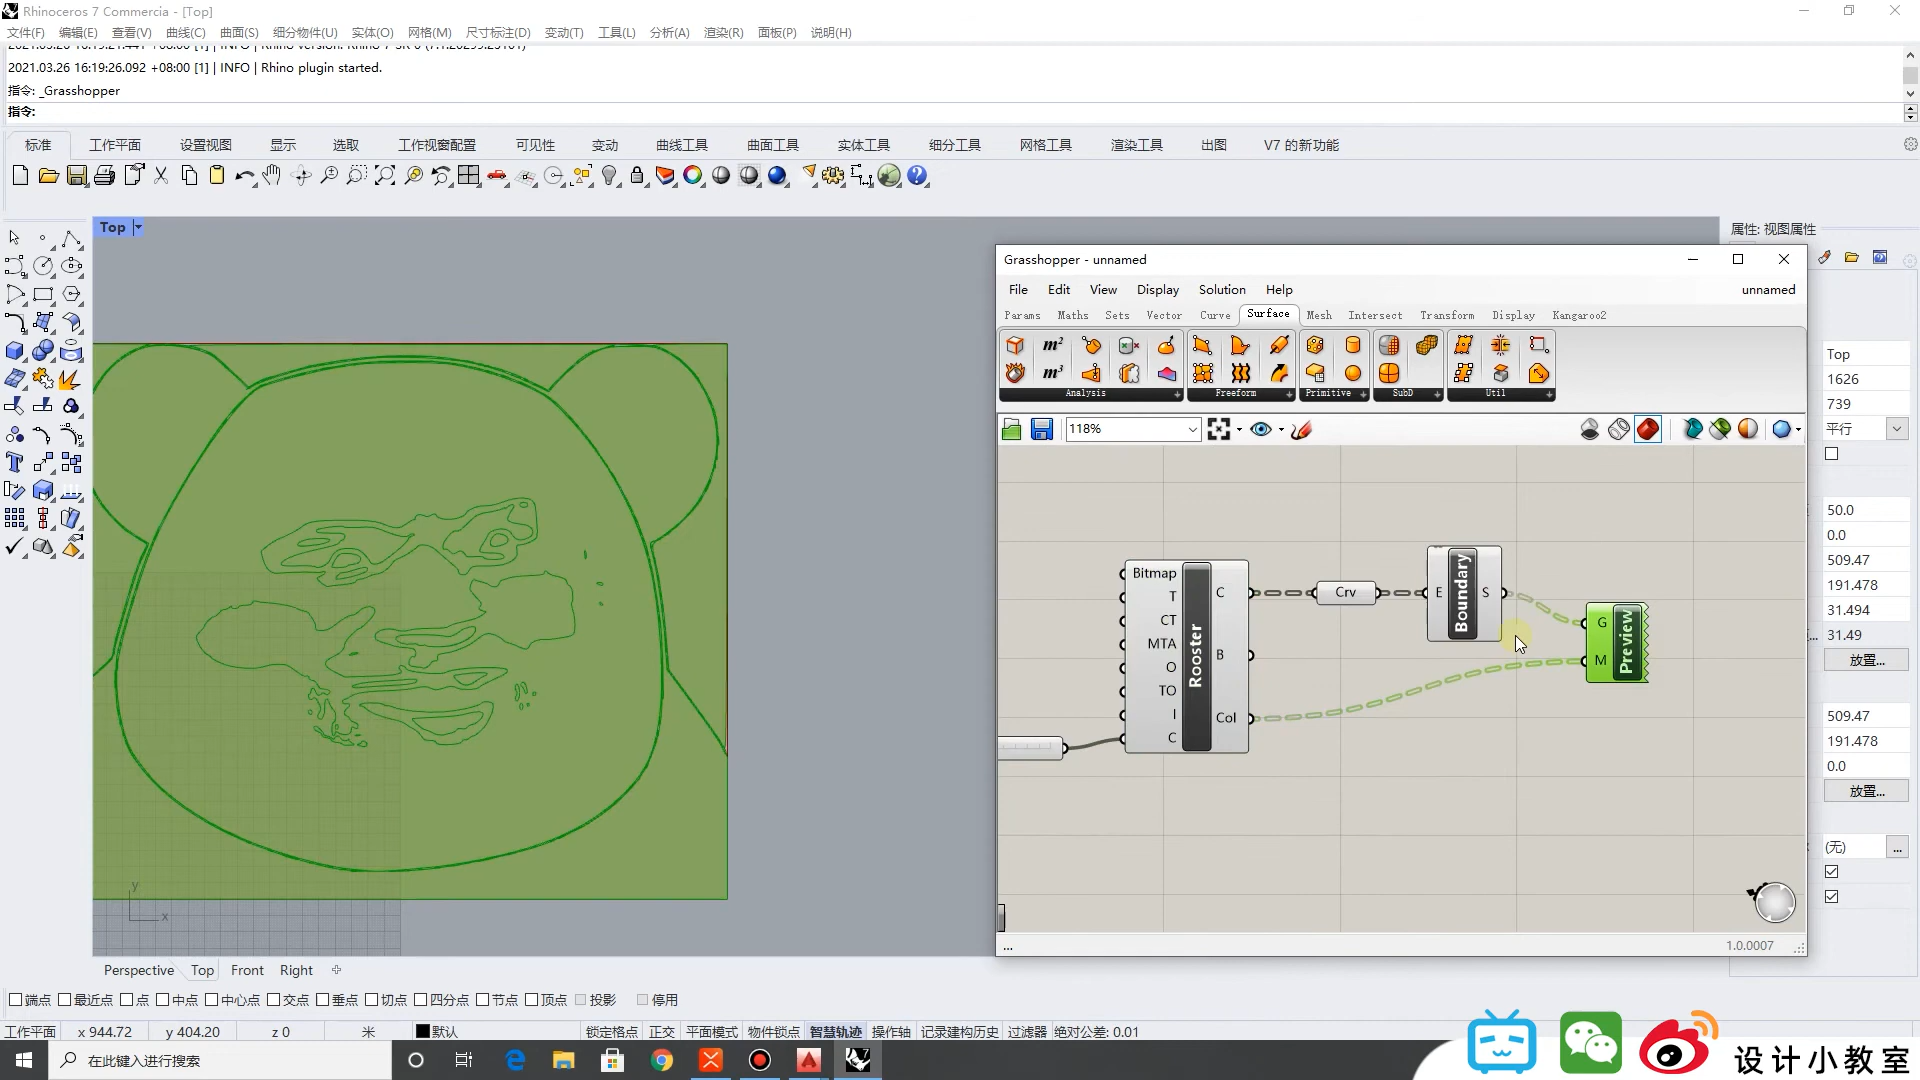 Rhinoceros 7 Commercia - [Top]
文件(F) 编辑(E) 查看(V) 曲线(C) 曲面(S) 细分物件(U) 实体(O) 网格(M) 尺寸标注(D) 变动(T) 工具(L) 分析(A) 渲染(R) 面板(P) 说明(H)
2021.03.26 16:19:26.092 +08:00 [1] | INFO | Rhino plugin started.
指令: _Grasshopper
指令:
标准 工作平面 设置视图 显示 选取 工作视窗配置 可见性 变动 曲线工具 曲面工具 实体工具 细分工具 网格工具 渲染工具 出图 V7 的新功能
Top
属性: 视图属性
Grasshopper - unnamed
File Edit View Display Solution Help unnamed
Params Maths Sets Vector Curve Surface Mesh Intersect Transform Display Kangaroo2
m²
m³
Analysis Freeform Primitive SubD Util
118%
Top
1626
739
平行
50.0
0.0
509.47
191.478
31.494
31.49
放置...
509.47
191.478
0.0
放置...
(无) ...
Bitmap
T
CT
MTA
O
TO
I
C
Rooster
C
B
Col
Crv
E
Boundary
S
G
M
Preview
y
x
...
1.0.0007
Perspective Top Front Right
端点 最近点 点 中点 中心点 交点 垂点 切点 四分点 节点 顶点 投影 停用
工作平面 x 944.72 y 404.20 z 0 米 默认 锁定格点 正交 平面模式 物件锁点 智慧轨迹 操作轴 记录建构历史 过滤器 绝对公差: 0.01
在此键入进行搜索
设计小教室